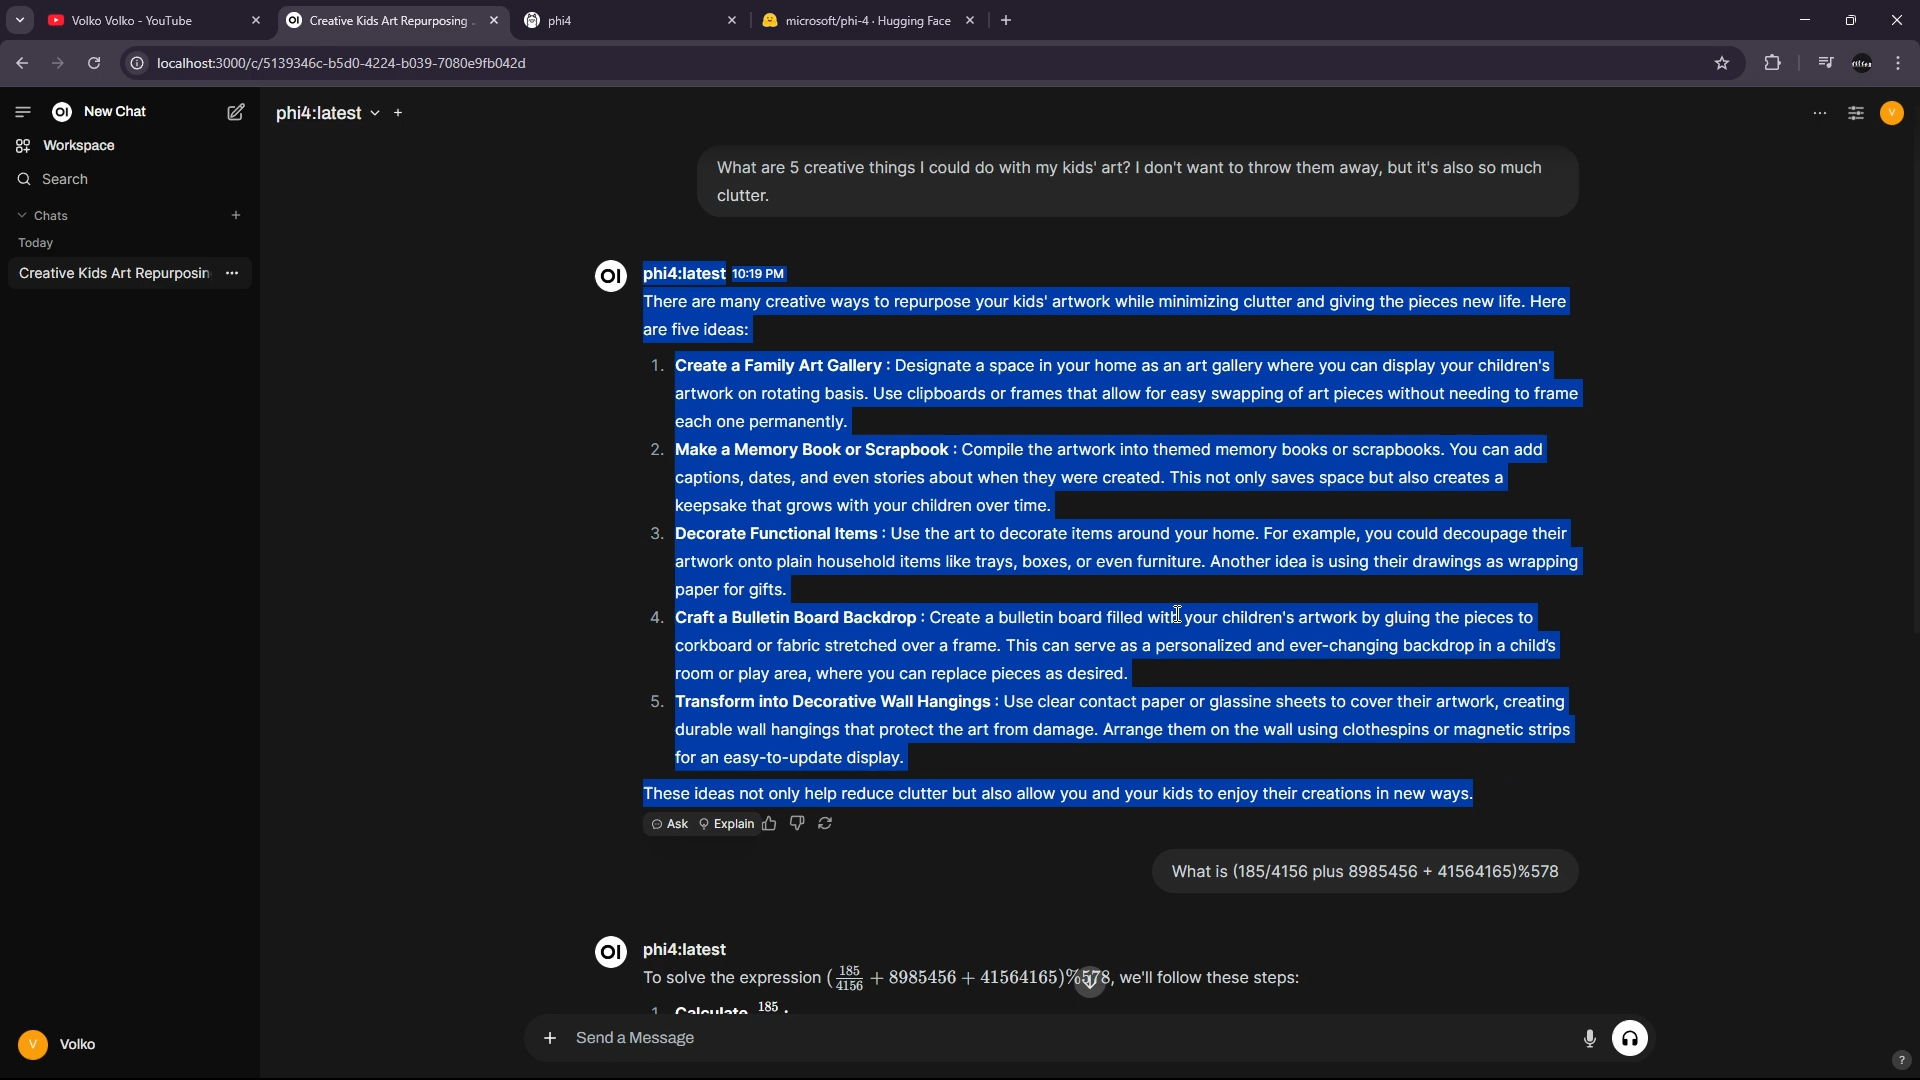 Volko Volko - YouTube
Creative Kids Art Repurposing
phi4
microsoft/phi-4 · Hugging Face
localhost:3000/c/5139346c-b5d0-4224-b039-7080e9fb042d
OI New Chat
phi4:latest
V
Workspace
Search
Chats
Today
Creative Kids Art Repurposin
What are 5 creative things I could do with my kids' art? I don't want to throw them away, but it's also so much
clutter.
OI phi4:latest 10:19 PM
There are many creative ways to repurpose your kids' artwork while minimizing clutter and giving the pieces new life. Here
are five ideas:
1. Create a Family Art Gallery : Designate a space in your home as an art gallery where you can display your children's
artwork on rotating basis. Use clipboards or frames that allow for easy swapping of art pieces without needing to frame
each one permanently.
2. Make a Memory Book or Scrapbook : Compile the artwork into themed memory books or scrapbooks. You can add
captions, dates, and even stories about when they were created. This not only saves space but also creates a
keepsake that grows with your children over time.
3. Decorate Functional Items : Use the art to decorate items around your home. For example, you could decoupage their
artwork onto plain household items like trays, boxes, or even furniture. Another idea is using their drawings as wrapping
paper for gifts.
4. Craft a Bulletin Board Backdrop : Create a bulletin board filled with your children's artwork by gluing the pieces to
corkboard or fabric stretched over a frame. This can serve as a personalized and ever-changing backdrop in a child’s
room or play area, where you can replace pieces as desired.
5. Transform into Decorative Wall Hangings : Use clear contact paper or glassine sheets to cover their artwork, creating
durable wall hangings that protect the art from damage. Arrange them on the wall using clothespins or magnetic strips
for an easy-to-update display.
These ideas not only help reduce clutter but also allow you and your kids to enjoy their creations in new ways.
Ask Explain
What is (185/4156 plus 8985456 + 41564165)%578
OI phi4:latest
To solve the expression (185/4156 + 8985456 + 41564165)%578, we'll follow these steps:
1. Calculate 185 :
Send a Message
V Volko
?